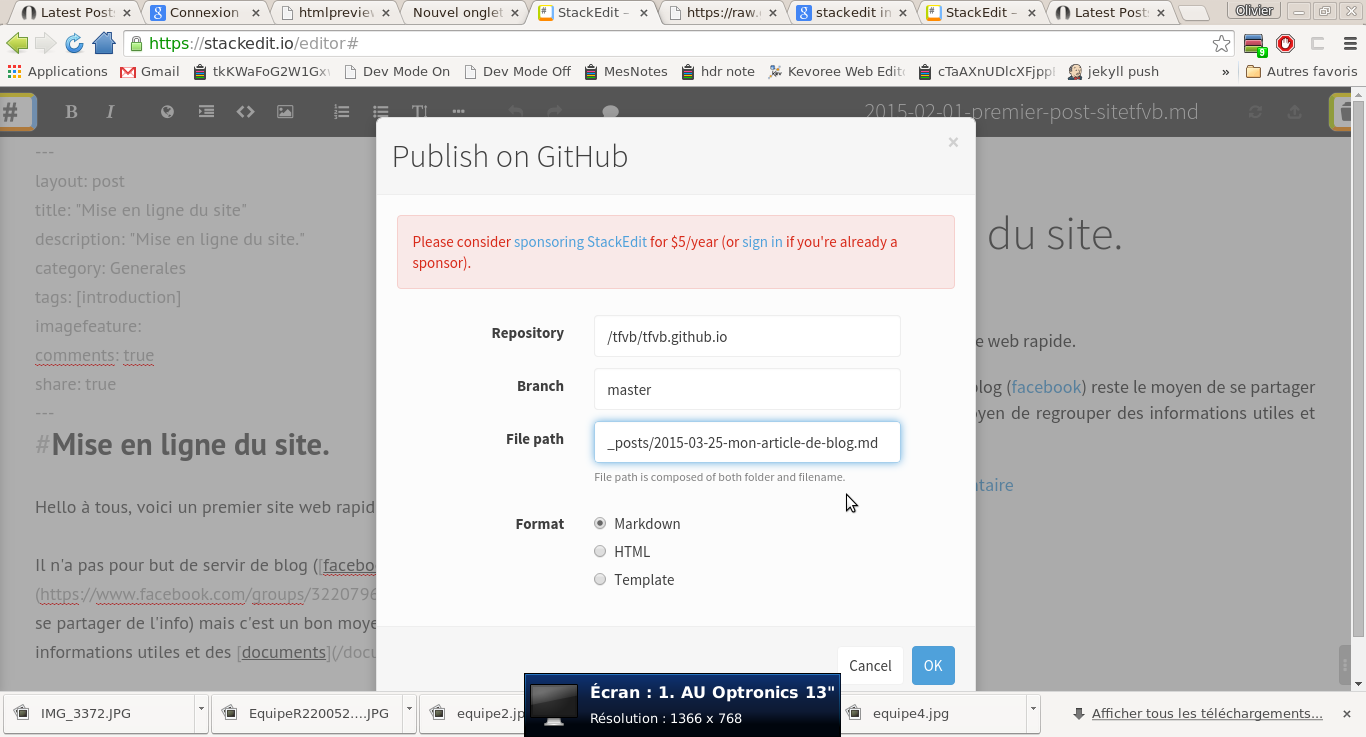 Latest Post
Connexion
htmlpreview
Nouvel onglet
StackEdit –
https://raw.
stackedit in
StackEdit –
Latest Post
Olivier
https://stackedit.io/editor#
9
Applications
Gmail
tkKWaFoG2W1Gx
Dev Mode On
Dev Mode Off
MesNotes
hdr note
Kevoree Web Edit
cTaAXnUDlcXFjpp
jekyll push
»
Autres favoris
# B I 2015-02-01-premier-post-sitetfvb.md
---
layout: post
title: "Mise en ligne du site"
description: "Mise en ligne du site."
category: Generales
tags: [introduction]
imagefeature:
comments: true
share: true
---
#Mise en ligne du site.
Hello à tous, voici un premier site web rapid
Il n'a pas pour but de servir de blog ([facebo
(https://www.facebook.com/groups/3220796
se partager de l'info) mais c'est un bon moye
informations utiles et des [documents](/docu
Publish on GitHub
×
Please consider sponsoring StackEdit for $5/year (or sign in if you're already a
sponsor).
Repository /tfvb/tfvb.github.io
Branch master
File path _posts/2015-03-25-mon-article-de-blog.md
File path is composed of both folder and filename.
Format Markdown
HTML
Template
Cancel OK
du site.
e web rapide.
log (facebook) reste le moyen de se partager
yen de regrouper des informations utiles et
ntaire
Écran : 1. AU Optronics 13"
Résolution : 1366 x 768
IMG_3372.JPG
EquipeR220052....JPG
equipe2.jp
equipe4.jpg
Afficher tous les téléchargements...